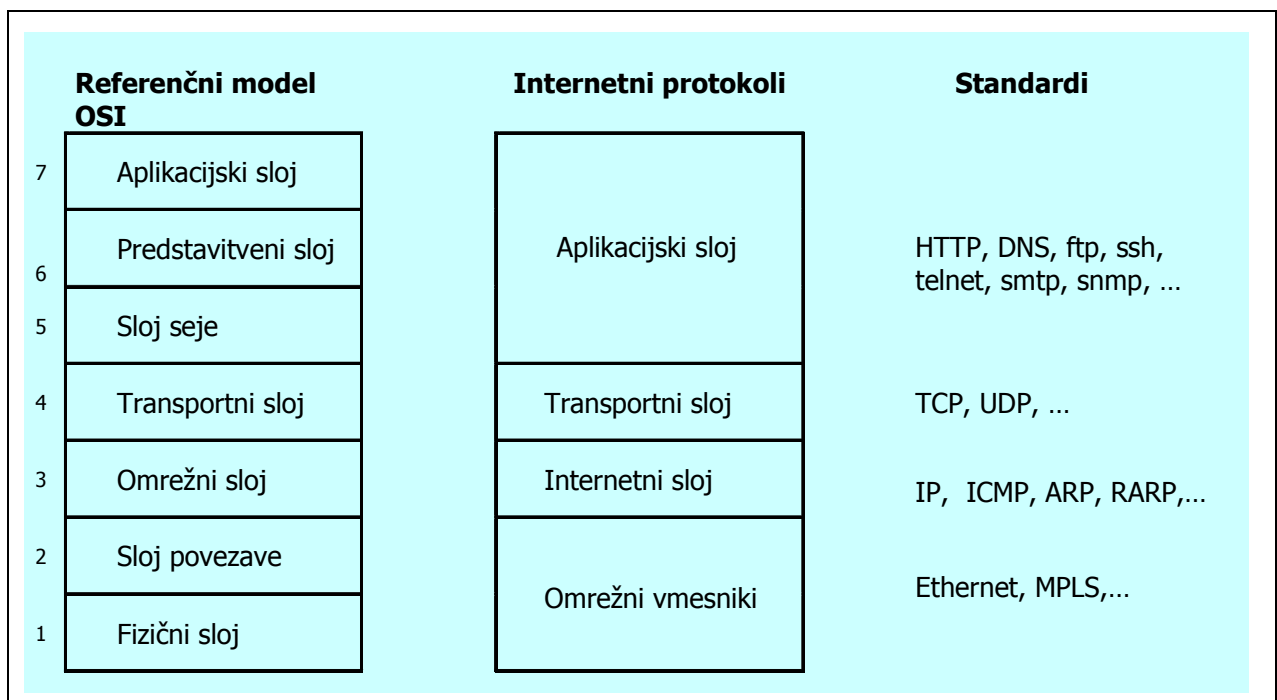 Referenčni model
OSI
Internetni protokoli
Standardi
7
Aplikacijski sloj
6
Predstavitveni sloj
5
Sloj seje
4
Transportni sloj
3
Omrežni sloj
2
Sloj povezave
1
Fizični sloj
Aplikacijski sloj
Transportni sloj
Internetni sloj
Omrežni vmesniki
HTTP, DNS, ftp, ssh,
telnet, smtp, snmp, …
TCP, UDP, …
IP, ICMP, ARP, RARP,…
Ethernet, MPLS,…